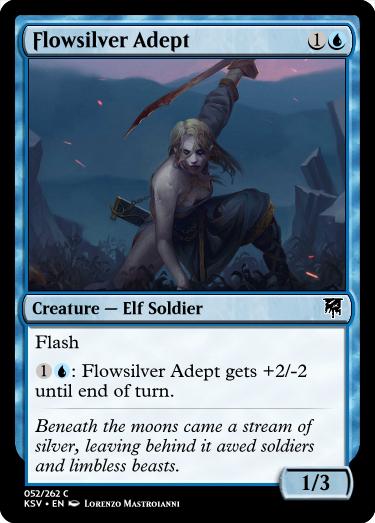 Flowsilver Adept 1
Creature — Elf Soldier
Flash
1 : Flowsilver Adept gets +2/-2
until end of turn.
Beneath the moons came a stream of
silver, leaving behind it awed soldiers
and limbless beasts.
1/3
052/262 C
KSV • EN Lorenzo Mastroianni